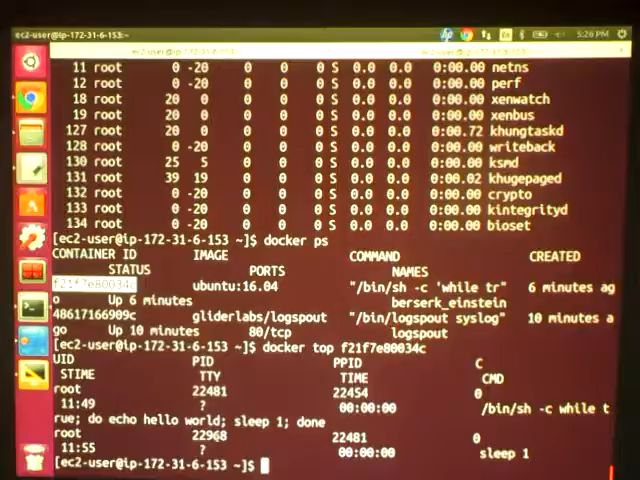 ec2-user@ip-172-31-6-153:~
5:26 PM
11 root 0 -20 0 0 0 S 0.0 0.0 0:00.00 netns
12 root 0 -20 0 0 0 S 0.0 0.0 0:00.00 perf
18 root 20 0 0 0 0 S 0.0 0.0 0:00.00 xenwatch
19 root 20 0 0 0 0 S 0.0 0.0 0:00.00 xenbus
127 root 20 0 0 0 0 S 0.0 0.0 0:00.72 khungtaskd
128 root 0 -20 0 0 0 S 0.0 0.0 0:00.00 writeback
130 root 25 5 0 0 0 S 0.0 0.0 0:00.00 ksmd
131 root 39 19 0 0 0 S 0.0 0.0 0:00.02 khugepaged
132 root 0 -20 0 0 0 S 0.0 0.0 0:00.00 crypto
133 root 0 -20 0 0 0 S 0.0 0.0 0:00.00 kintegrityd
134 root 0 -20 0 0 0 S 0.0 0.0 0:00.00 bioset
[ec2-user@ip-172-31-6-153 ~]$ docker ps
CONTAINER ID IMAGE COMMAND CREATED
STATUS PORTS NAMES
f21f7e80034c ubuntu:16.04 "/bin/sh -c 'while tr" 6 minutes ag
o Up 6 minutes berserk_einstein
48617166909c gliderlabs/logspout "/bin/logspout syslog" 10 minutes a
go Up 10 minutes 80/tcp logspout
[ec2-user@ip-172-31-6-153 ~]$ docker top f21f7e80034c
UID PID PPID C
STIME TTY TIME CMD
root 22481 22454 0
11:49 ? 00:00:00 /bin/sh -c while t
rue; do echo hello world; sleep 1; done
root 22968 22481 0
11:55 ? 00:00:00 sleep 1
[ec2-user@ip-172-31-6-153 ~]$